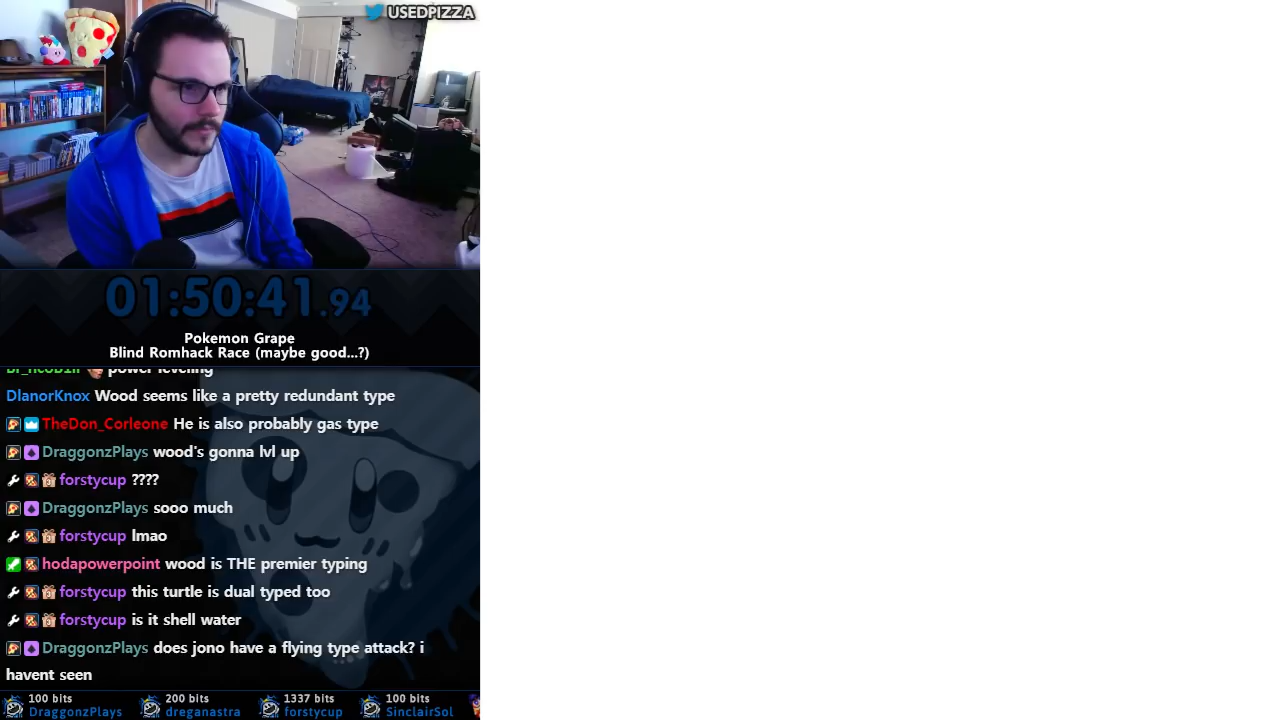 USEDPIZZA
01:50:41.94
Pokemon Grape
Blind Romhack Race (maybe good...?)
power leveling
DlanorKnox Wood seems like a pretty redundant type
TheDon_Corleone He is also probably gas type
DraggonzPlays wood's gonna lvl up
forstycup ????
DraggonzPlays sooo much
forstycup lmao
hodapowerpoint wood is THE premier typing
forstycup this turtle is dual typed too
forstycup is it shell water
DraggonzPlays does jono have a flying type attack? i
havent seen
100 bits 200 bits 1337 bits 100 bits
DraggonzPlays dreganastra forstycup SinclairSol